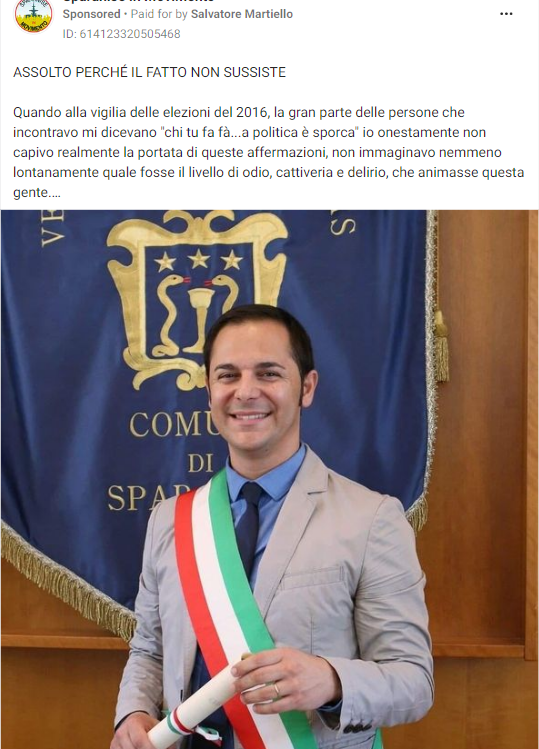 Sponsored • Paid for by Salvatore Martiello
ID: 614123320505468
ASSOLTO PERCHÉ IL FATTO NON SUSSISTE
Quando alla vigilia delle elezioni del 2016, la gran parte delle persone che
incontravo mi dicevano "chi tu fa fà...a politica è sporca" io onestamente non
capivo realmente la portata di queste affermazioni, non immaginavo nemmeno
lontanamente quale fosse il livello di odio, cattiveria e delirio, che animasse questa
gente....
VE
S
COMU
DI
SPA